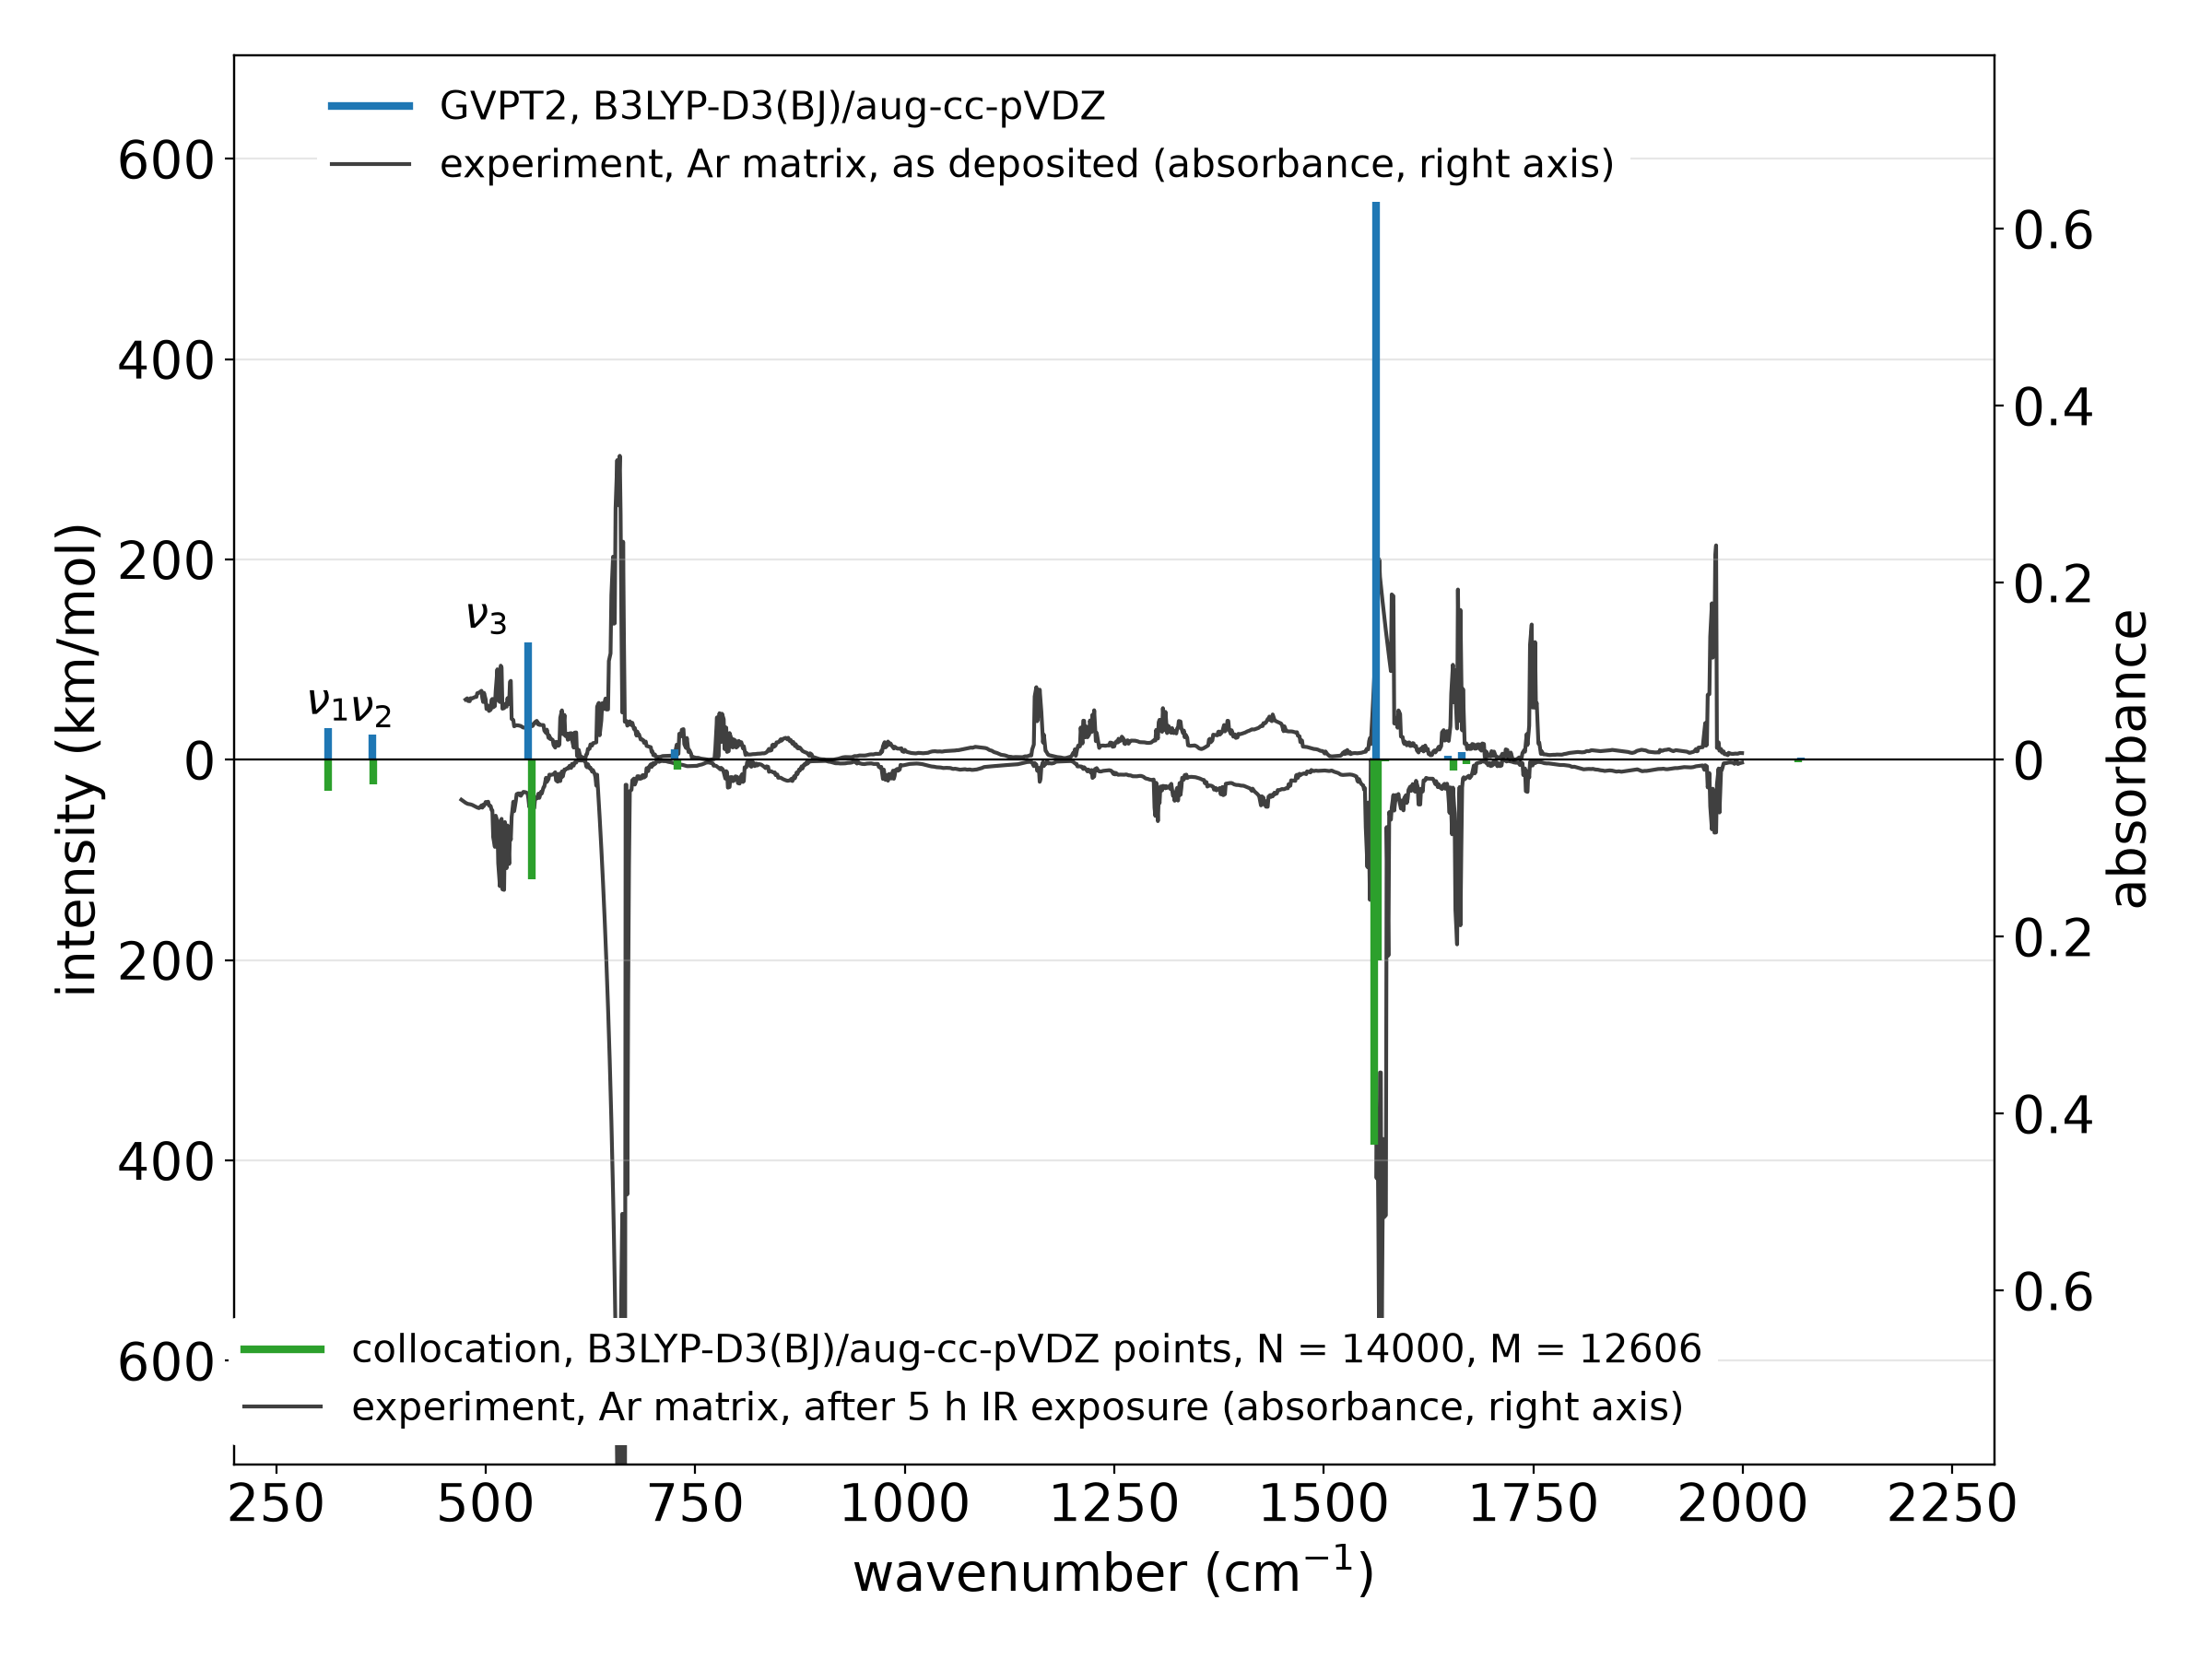 GVPT2, B3LYP-D3(BJ)/aug-cc-pVDZ
experiment, Ar matrix, as deposited (absorbance, right axis)
600
400
200
0
200
400
600
intensity (km/mol)
0.6
0.4
0.2
0
0.2
0.4
0.6
absorbance
ν₃
ν₁ ν₂
collocation, B3LYP-D3(BJ)/aug-cc-pVDZ points, N = 14000, M = 12606
experiment, Ar matrix, after 5 h IR exposure (absorbance, right axis)
250 500 750 1000 1250 1500 1750 2000 2250
wavenumber (cm⁻¹)